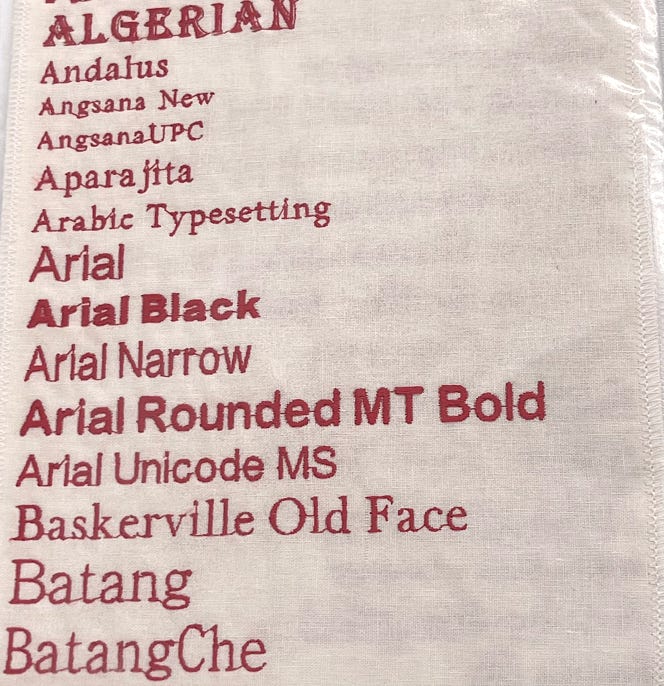 ALGERIAN
Andalus
Angsana New
AngsanaUPC
Aparajita
Arabic Typesetting
Arial
Arial Black
Arial Narrow
Arial Rounded MT Bold
Arial Unicode MS
Baskerville Old Face
Batang
BatangChe